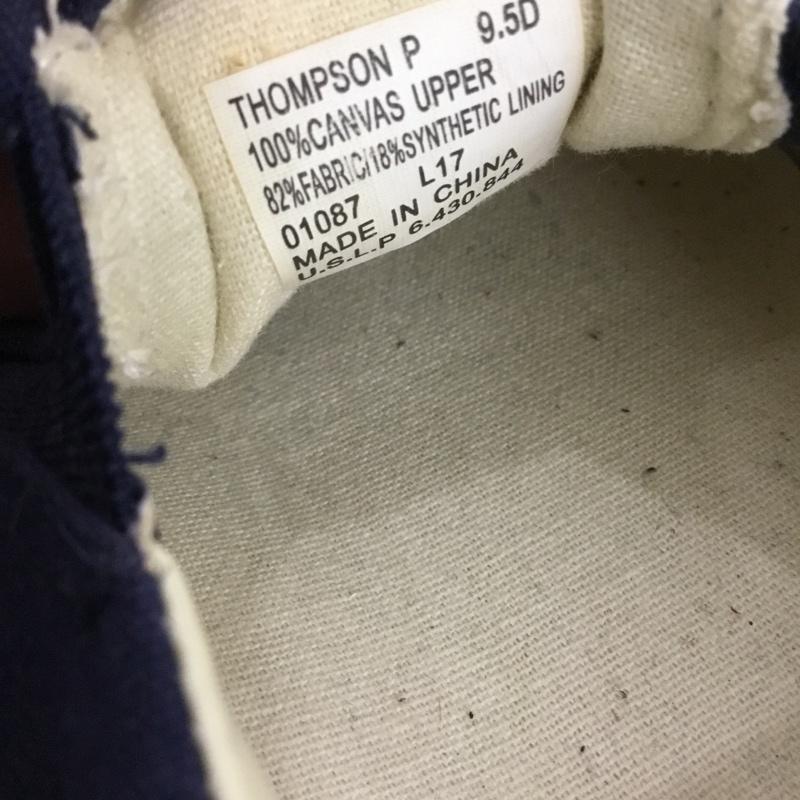 THOMPSON P 9.5D
100%CANVAS UPPER
82%FABRIC/18%SYNTHETIC LINING
01087 L17
MADE IN CHINA
U.S.L.P 6.430.844